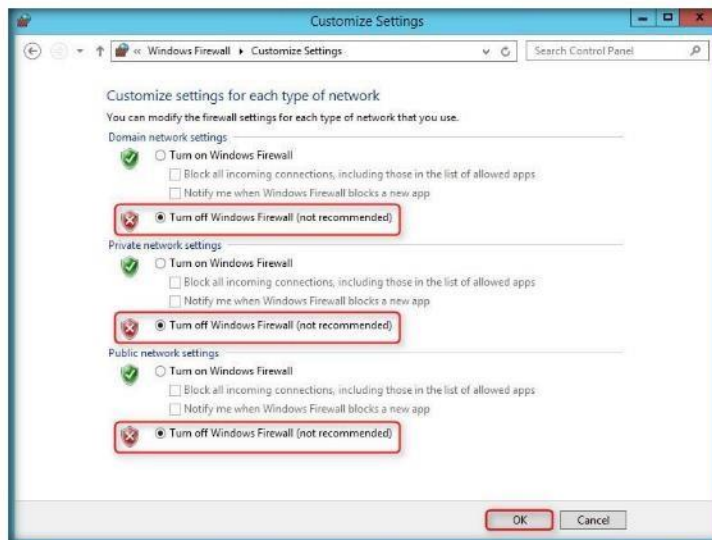 Customize Settings
« Windows Firewall ▸ Customize Settings
Search Control Panel
Customize settings for each type of network
You can modify the firewall settings for each type of network that you use.
Domain network settings
Turn on Windows Firewall
Block all incoming connections, including those in the list of allowed apps
Notify me when Windows Firewall blocks a new app
Turn off Windows Firewall (not recommended)
Private network settings
Turn on Windows Firewall
Block all incoming connections, including those in the list of allowed apps
Notify me when Windows Firewall blocks a new app
Turn off Windows Firewall (not recommended)
Public network settings
Turn on Windows Firewall
Block all incoming connections, including those in the list of allowed apps
Notify me when Windows Firewall blocks a new app
Turn off Windows Firewall (not recommended)
OK Cancel